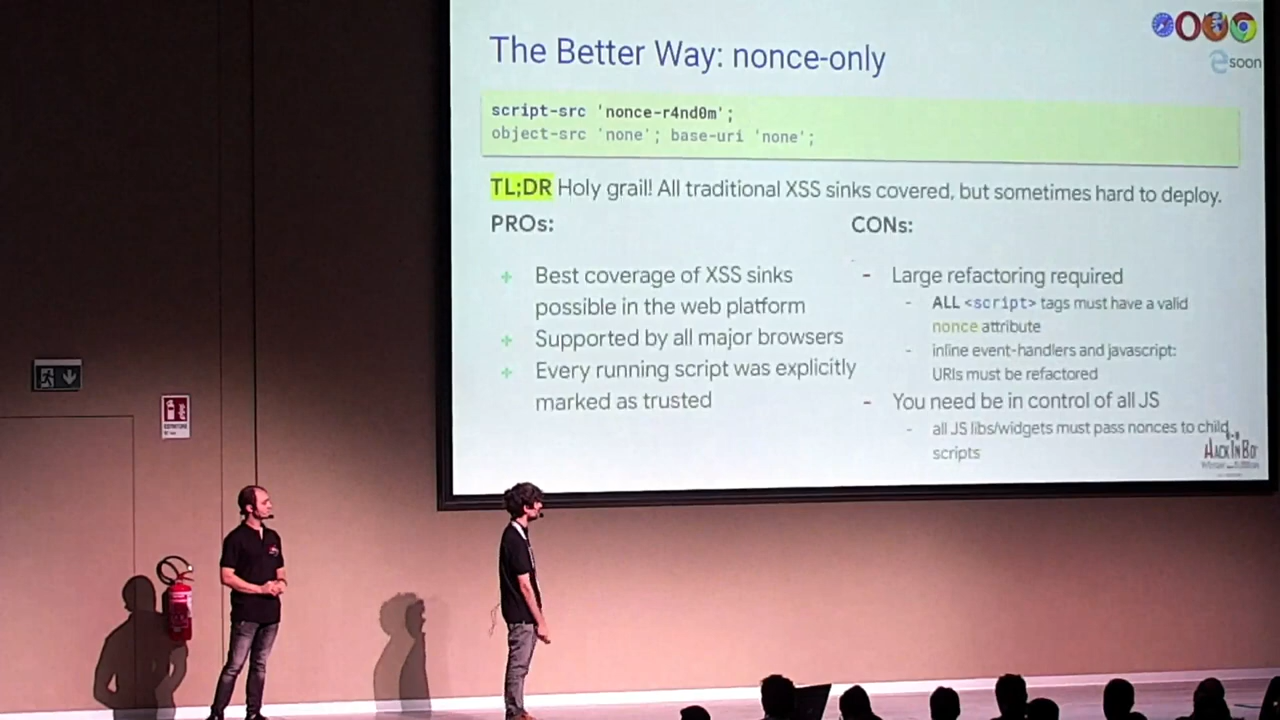 The Better Way: nonce-only
soon
script-src 'nonce-r4nd0m';
object-src 'none'; base-uri 'none';
TL;DR Holy grail! All traditional XSS sinks covered, but sometimes hard to deploy.
PROs:
+ Best coverage of XSS sinks
possible in the web platform
+ Supported by all major browsers
+ Every running script was explicitly
marked as trusted
CONs:
- Large refactoring required
- ALL <script> tags must have a valid
nonce attribute
- inline event-handlers and javascript:
URIs must be refactored
- You need be in control of all JS
- all JS libs/widgets must pass nonces to child
scripts
HackInBo